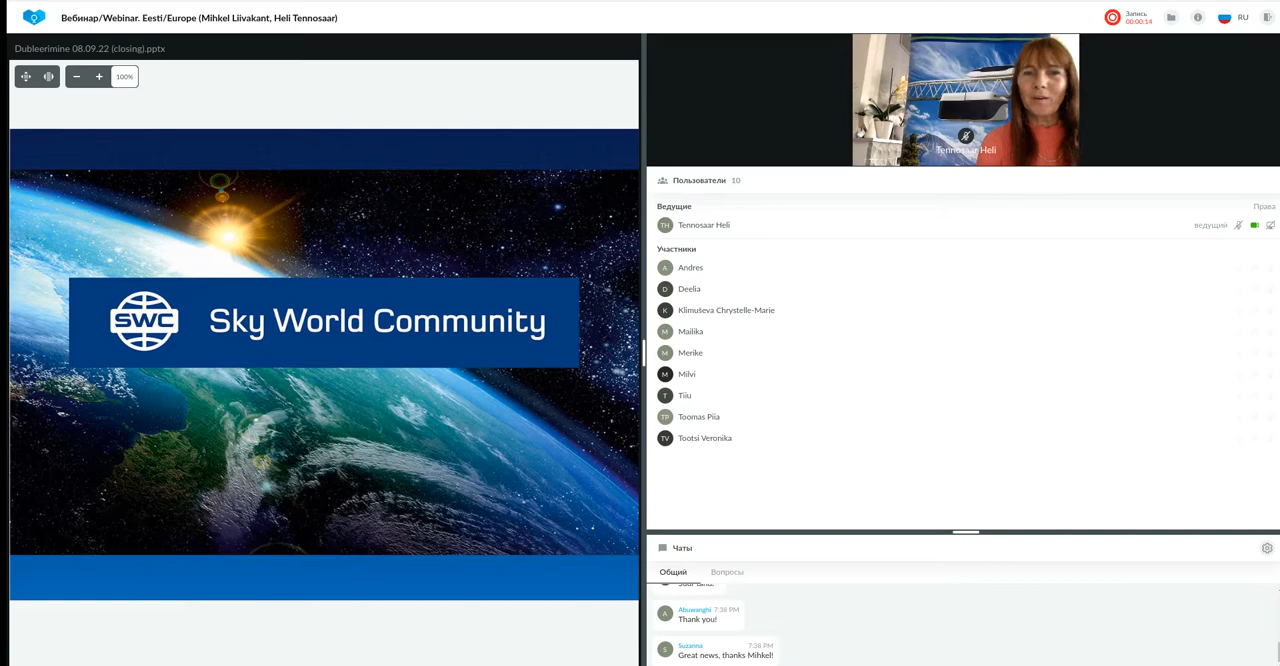 Вебинар/Webinar. Eesti/Europe (Mihkel Liivakant, Heli Tennosaar)
Запись
00:00:14
RU
Dubleerimine 08.09.22 (closing).pptx
100%
SWC
Sky World Community
Tennosaar Heli
Пользователи 10
Ведущие
Права
TH Tennosaar Heli
ведущий
Участники
A Andres
D Deelia
K Klimuševa Chrystelle-Marie
M Mailika
M Merike
M Milvi
T Tiiu
TP Toomas Piia
TV Tootsi Veronika
Чаты
Общий
Вопросы
A Abuwanghi 7:38 PM
Thank you!
S Suzanna 7:38 PM
Great news, thanks Mihkel!